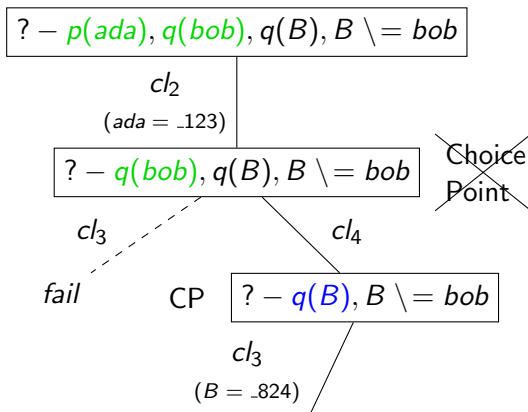 ? − p(ada), q(bob), q(B), B \= bob
cl₂
(ada = _123)
? − q(bob), q(B), B \= bob
Choice
Point
cl₃
cl₄
fail
CP
? − q(B), B \= bob
cl₃
(B = _824)